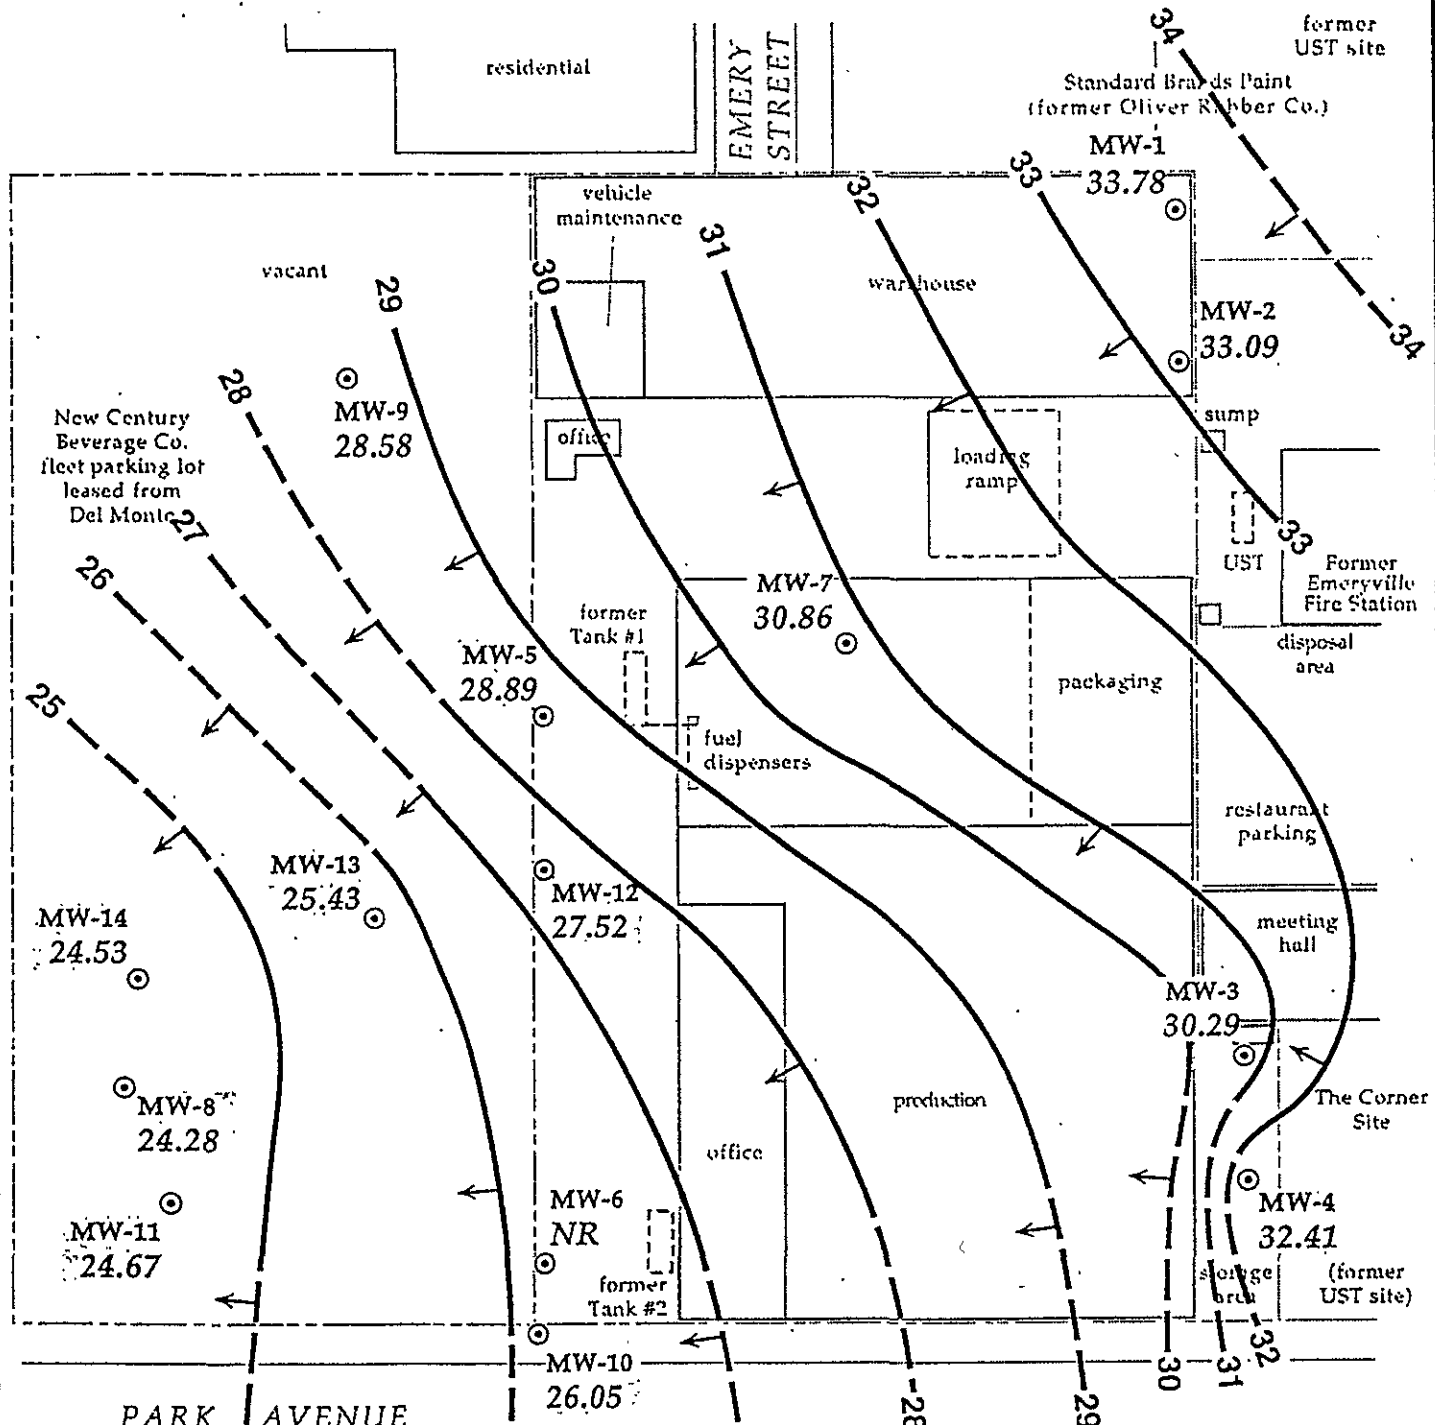 34
former
UST site
residential
EMERY
STREET
Standard Brands Paint
(former Oliver Rubber Co.)
MW-1
33.78
33
32
vehicle
maintenance
31
30
29
vacant
warehouse
MW-2
33.09
34
28
MW-9
28.58
New Century
Beverage Co.
fleet parking lot
leased from
Del Monte
27
office
loading
ramp
sump
33
UST
Former
Emeryville
Fire Station
26
MW-7
30.86
former
Tank #1
disposal
area
MW-5
28.89
packaging
25
fuel
dispensers
restaurant
parking
MW-13
25.43
MW-12
27.52
MW-14
24.53
meeting
hall
MW-3
30.29
MW-8
24.28
production
The Corner
Site
office
MW-6
NR
MW-4
32.41
MW-11
24.67
former
Tank #2
storage
area
(former
UST site)
32
MW-10
26.05
30
31
28
29
PARK AVENUE